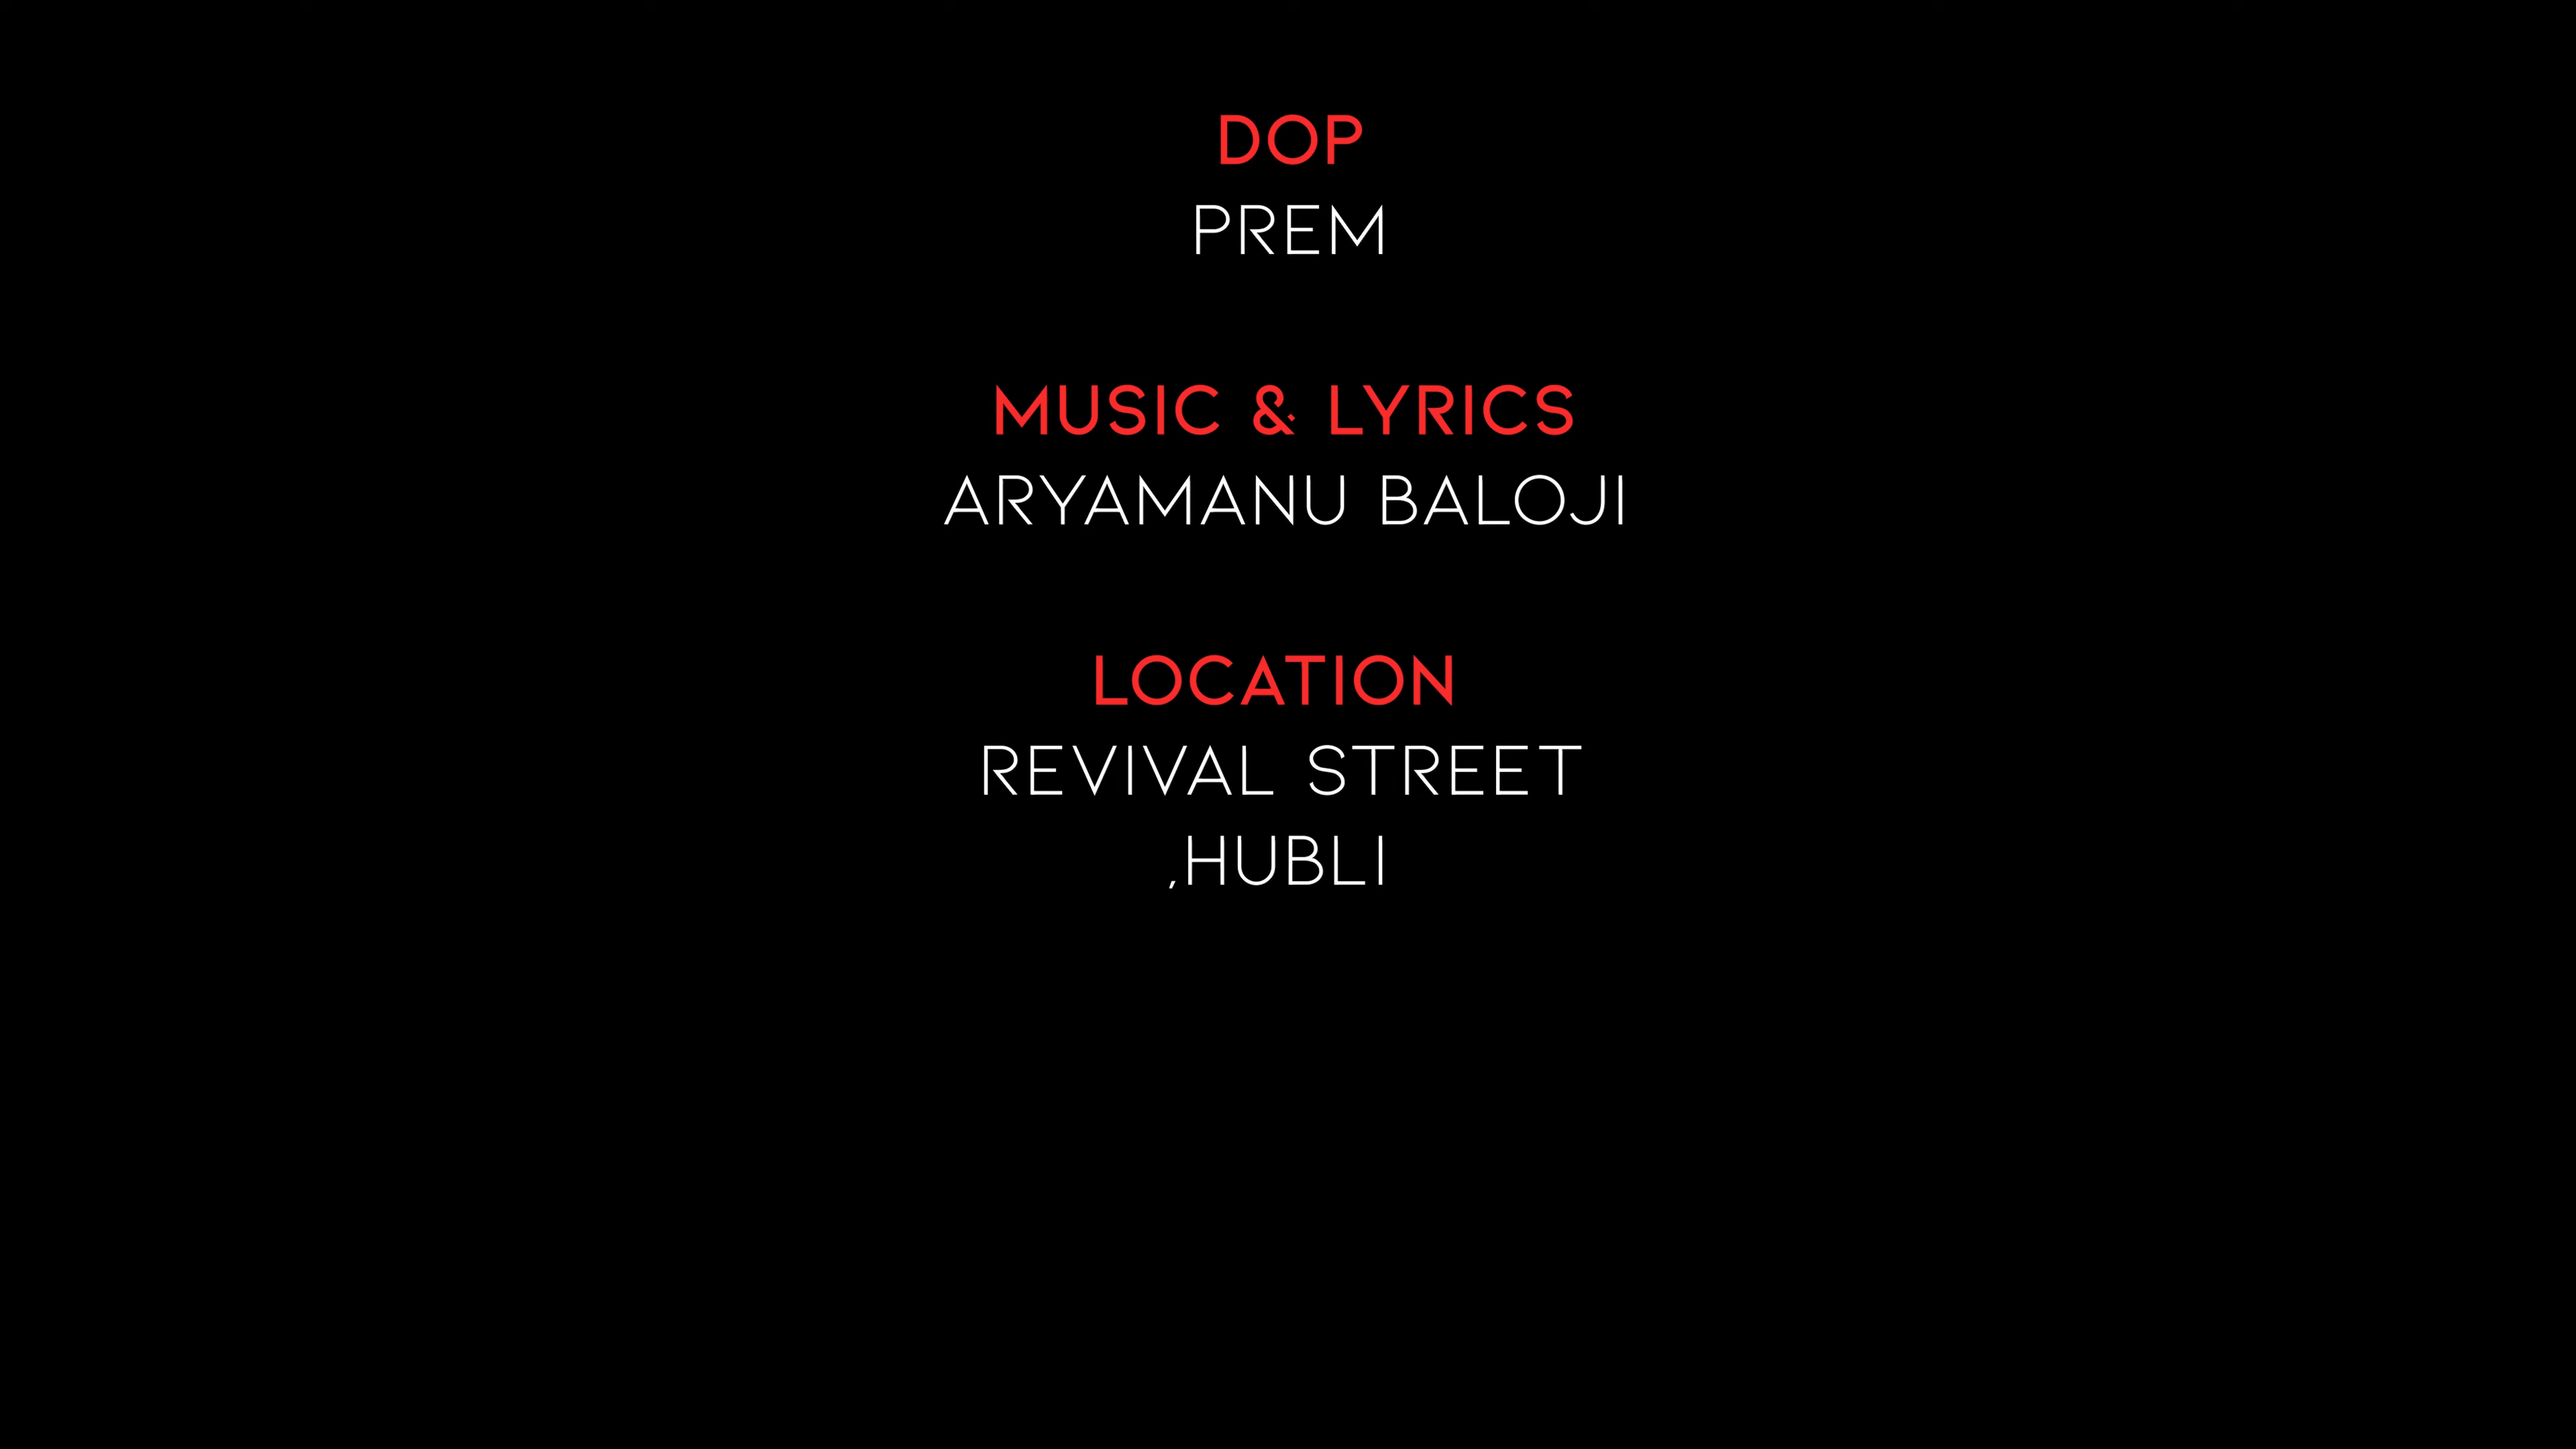 DOP
PREM
MUSIC & LYRICS
ARYAMANU BALOJI
LOCATION
REVIVAL STREET
,HUBLI